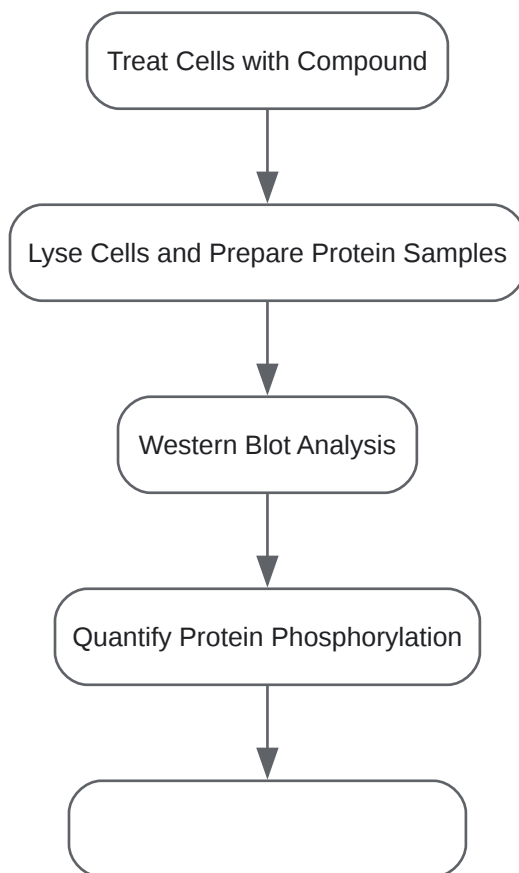 Treat Cells with Compound
Lyse Cells and Prepare Protein Samples
Western Blot Analysis
Quantify Protein Phosphorylation